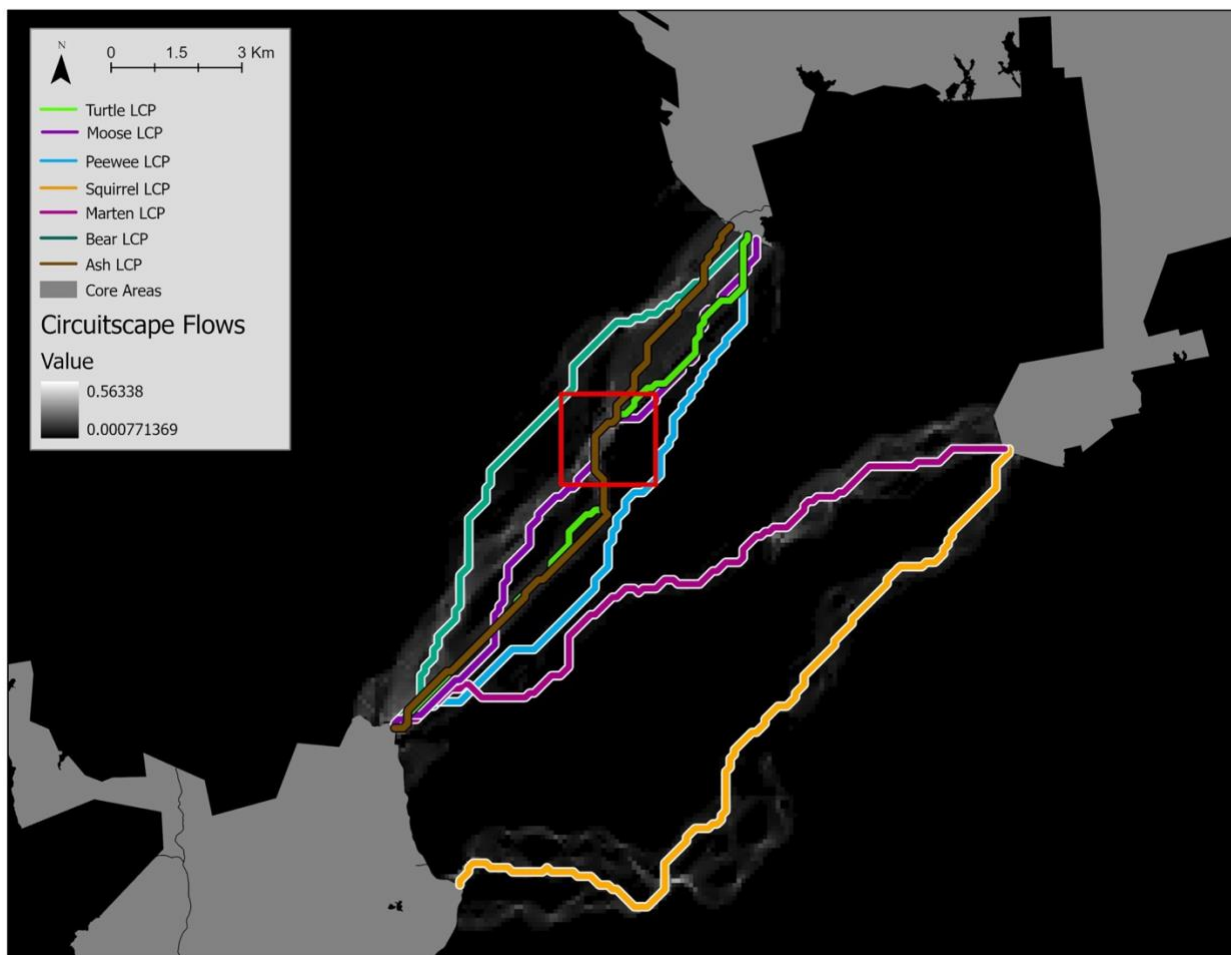 N
0 1.5 3 Km
Turtle LCP
Moose LCP
Peewee LCP
Squirrel LCP
Marten LCP
Bear LCP
Ash LCP
Core Areas
Circuitscape Flows
Value
0.56338
0.000771369